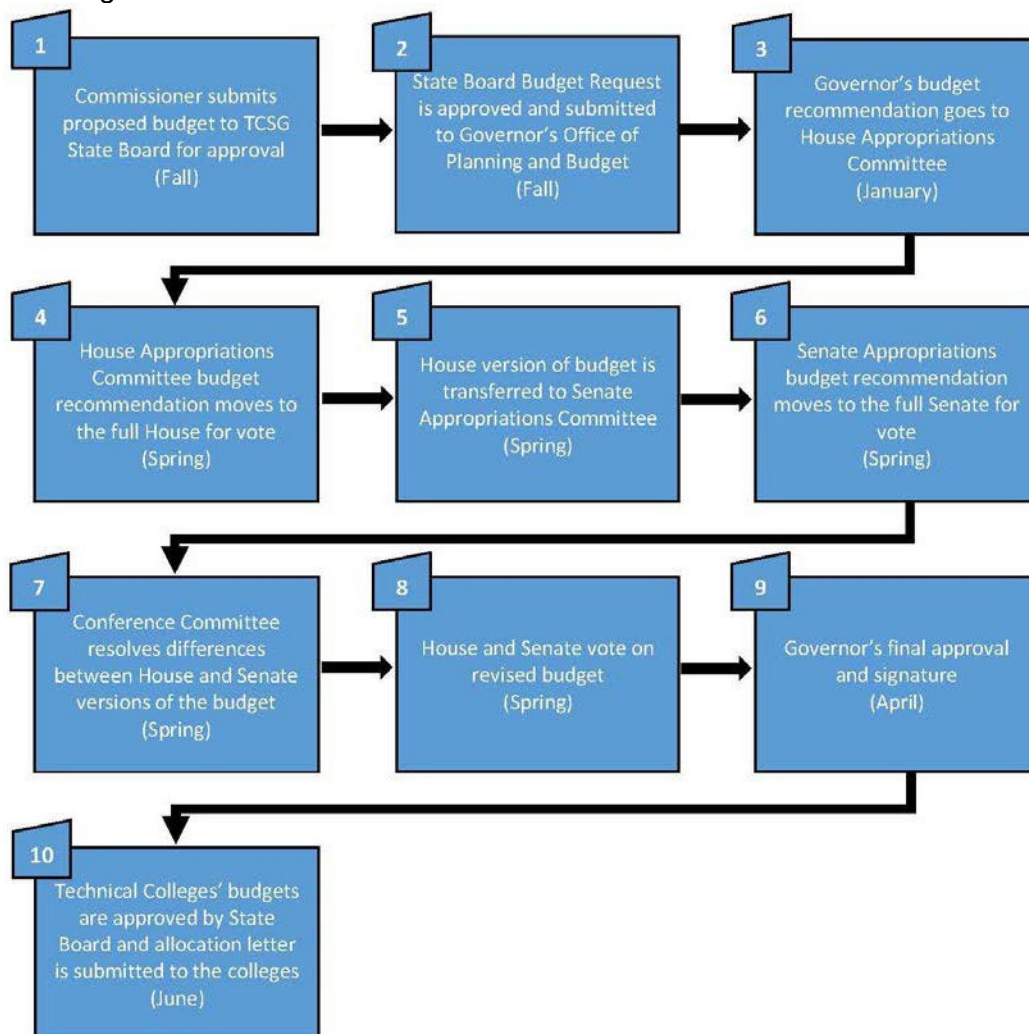 1
Commissioner submits
proposed budget to TCSG
State Board for approval
(Fall)
2
State Board Budget Request
is approved and submitted
to Governor's Office of
Planning and Budget
(Fall)
3
Governor's budget
recommendation goes to
House Appropriations
Committee
(January)
4
House Appropriations
Committee budget
recommendation moves to
the full House for vote
(Spring)
5
House version of budget is
transferred to Senate
Appropriations Committee
(Spring)
6
Senate Appropriations
budget recommendation
moves to the full Senate for
vote
(Spring)
7
Conference Committee
resolves differences
between House and Senate
versions of the budget
(Spring)
8
House and Senate vote on
revised budget
(Spring)
9
Governor's final approval
and signature
(April)
10
Technical Colleges' budgets
are approved by State
Board and allocation letter
is submitted to the colleges
(June)